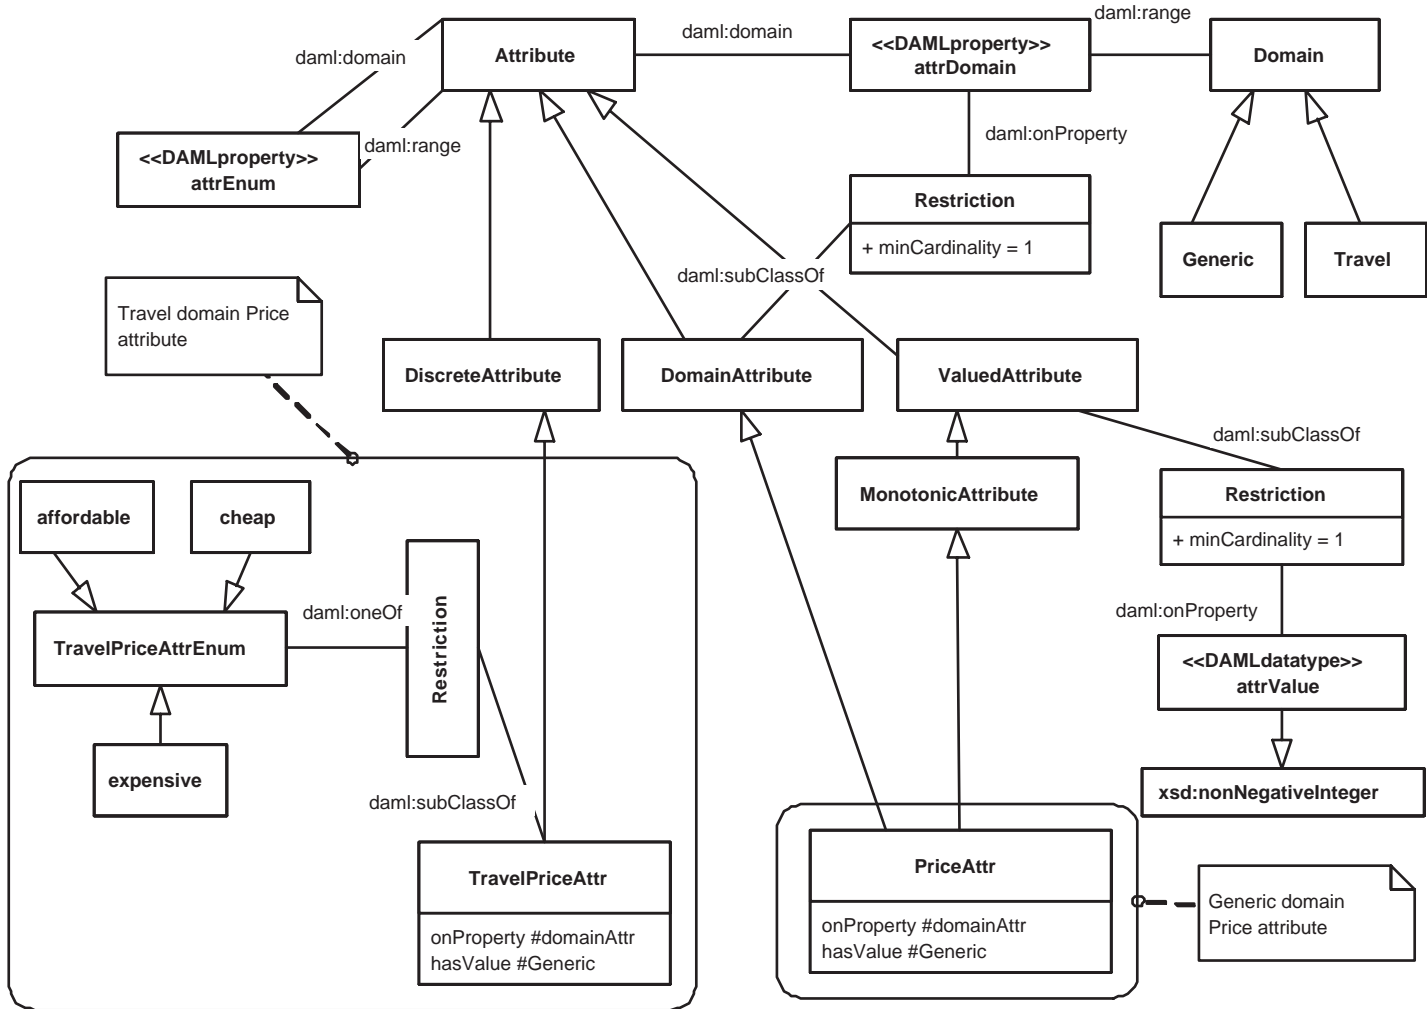 daml:range
daml:domain
<<DAMLproperty>>
attrDomain
Attribute
Domain
daml:domain
daml:onProperty
daml:range
<<DAMLproperty>>
attrEnum
Restriction
+ minCardinality = 1
Generic
Travel
daml:subClassOf
Travel domain Price
attribute
DiscreteAttribute
DomainAttribute
ValuedAttribute
daml:subClassOf
MonotonicAttribute
Restriction
+ minCardinality = 1
affordable
cheap
daml:oneOf
Restriction
TravelPriceAttrEnum
daml:onProperty
<<DAMLdatatype>>
attrValue
expensive
xsd:nonNegativeInteger
daml:subClassOf
TravelPriceAttr
onProperty #domainAttr
hasValue #Generic
PriceAttr
onProperty #domainAttr
hasValue #Generic
Generic domain
Price attribute